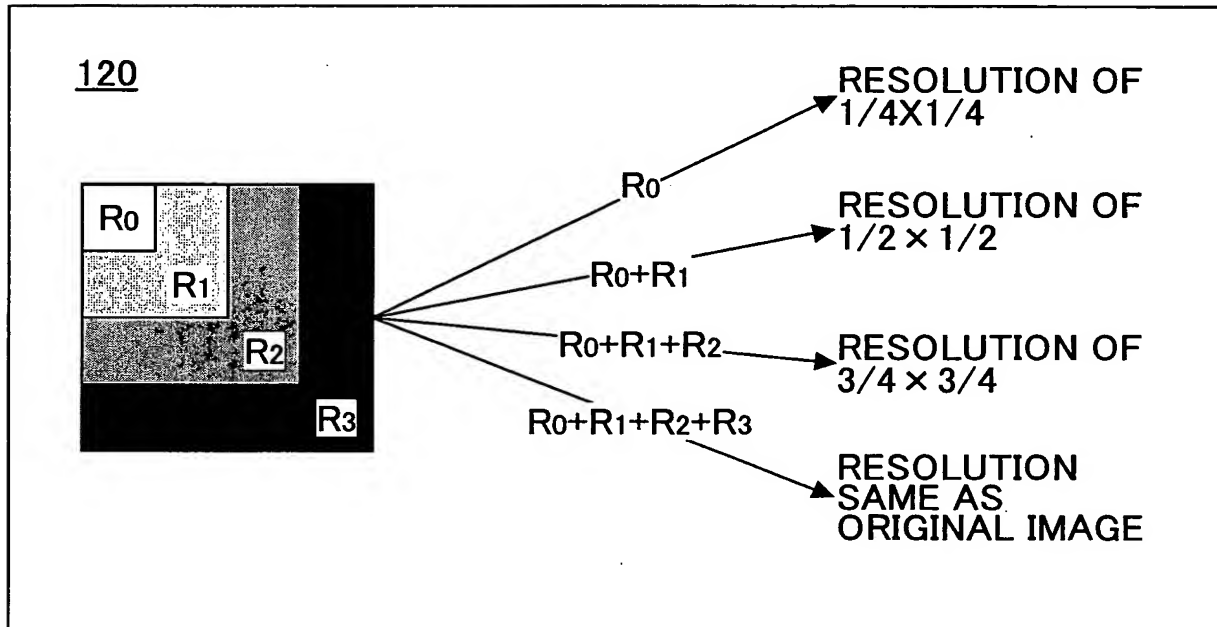 120
R0
R1
R2
R3
R0
R0+R1
R0+R1+R2
R0+R1+R2+R3
RESOLUTION OF
1/4X1/4
RESOLUTION OF
1/2 × 1/2
RESOLUTION OF
3/4 × 3/4
RESOLUTION
SAME AS
ORIGINAL IMAGE